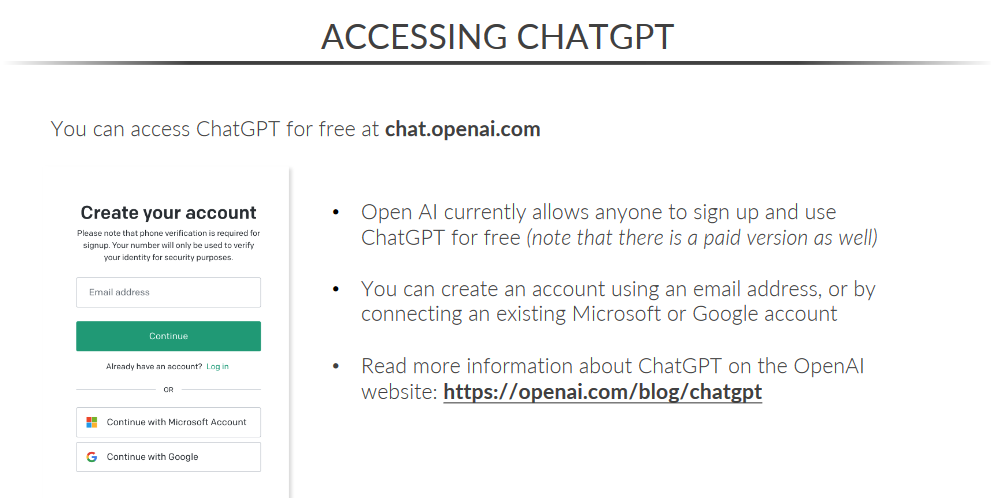 ACCESSING CHATGPT
You can access ChatGPT for free at chat.openai.com
Create your account
Please note that phone verification is required for
signup. Your number will only be used to verify
your identity for security purposes.
Email address
Continue
Already have an account? Log in
OR
Continue with Microsoft Account
Continue with Google
• Open AI currently allows anyone to sign up and use
ChatGPT for free (note that there is a paid version as well)
• You can create an account using an email address, or by
connecting an existing Microsoft or Google account
• Read more information about ChatGPT on the OpenAI
website: https://openai.com/blog/chatgpt